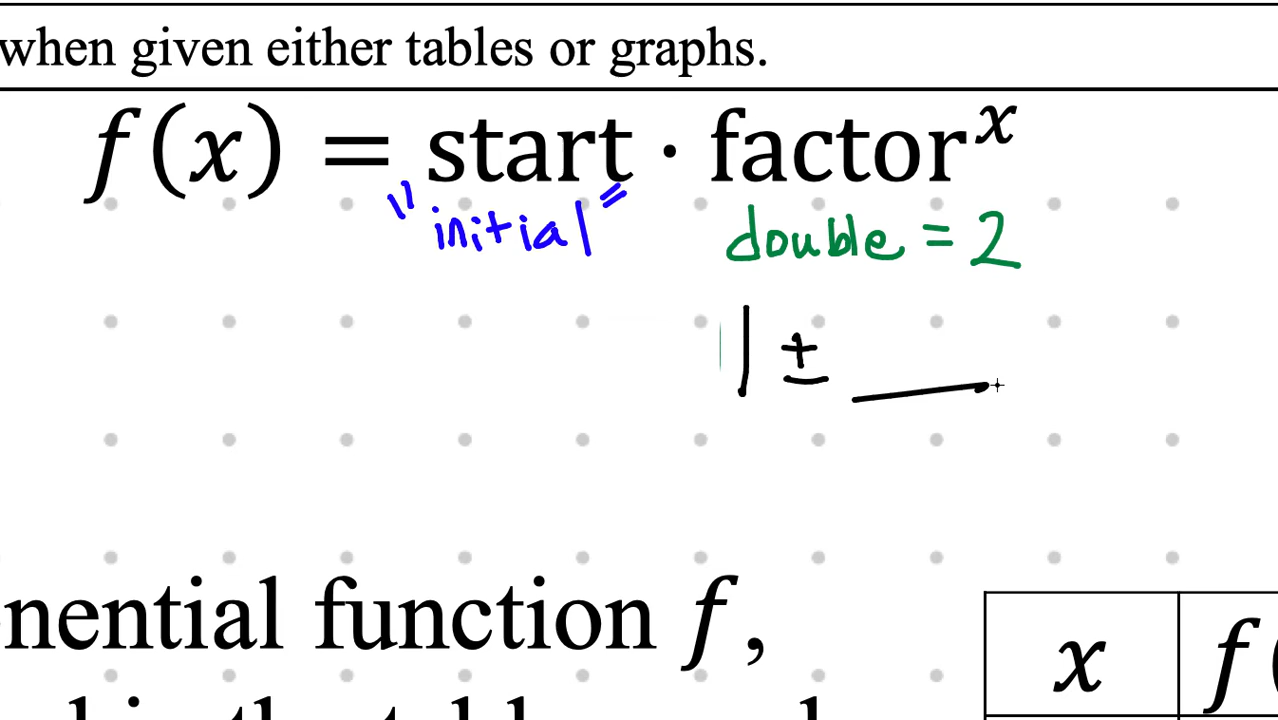 when given either tables or graphs.
f(x) = start · factor^x
"initial" double = 2
1 ± ___
nential function f,
x f(